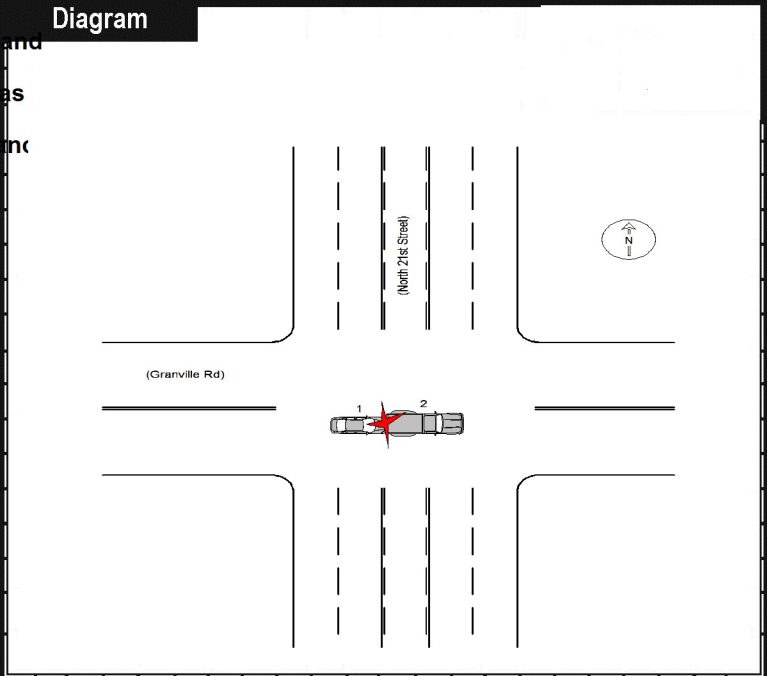 Diagram
and
as
(North 21st Street)
N
(Granville Rd)
1
2